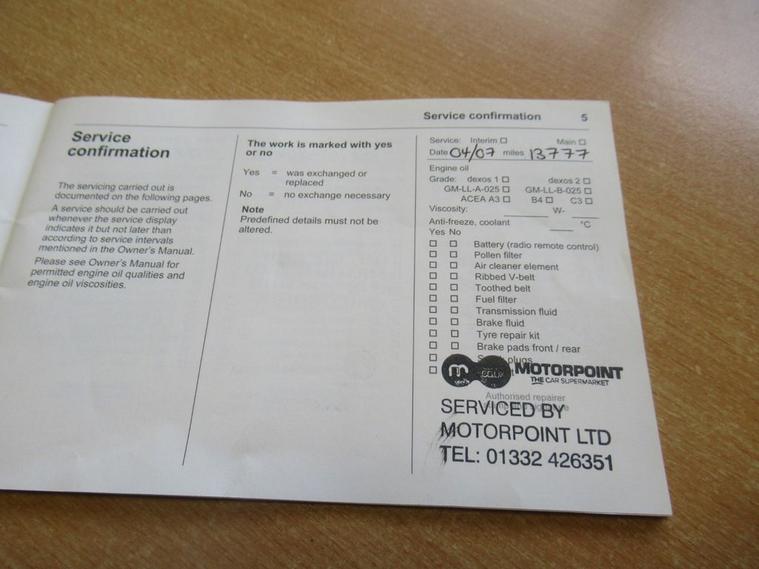 Service confirmation 5
Service
confirmation
The servicing carried out is
documented on the following pages.
A service should be carried out
whenever the service display
indicates it but not later than
according to service intervals
mentioned in the Owner's Manual.
Please see Owner's Manual for
permitted engine oil qualities and
engine oil viscosities.
The work is marked with yes
or no
Yes = was exchanged or
replaced
No = no exchange necessary
Note
Predefined details must not be
altered.
Service: Interim ☐ Main ☐
Date 04/07 miles 13777
Engine oil
Grade: dexos 1 ☐ dexos 2 ☐
GM-LL-A-025 ☐ GM-LL-B-025 ☐
ACEA A3 ☐ B4 ☐ C3 ☐
Viscosity: W-
Anti-freeze, coolant °C
Yes No
☐ ☐ Battery (radio remote control)
☐ ☐ Pollen filter
☐ ☐ Air cleaner element
☐ ☐ Ribbed V-belt
☐ ☐ Toothed belt
☐ ☐ Fuel filter
☐ ☐ Transmission fluid
☐ ☐ Brake fluid
☐ ☐ Tyre repair kit
☐ ☐ Brake pads front / rear
☐ plugs
☐
m MOTORPOINT
THE CAR SUPERMARKET
Authorised repairer
SERVICED BY
MOTORPOINT LTD
TEL: 01332 426351